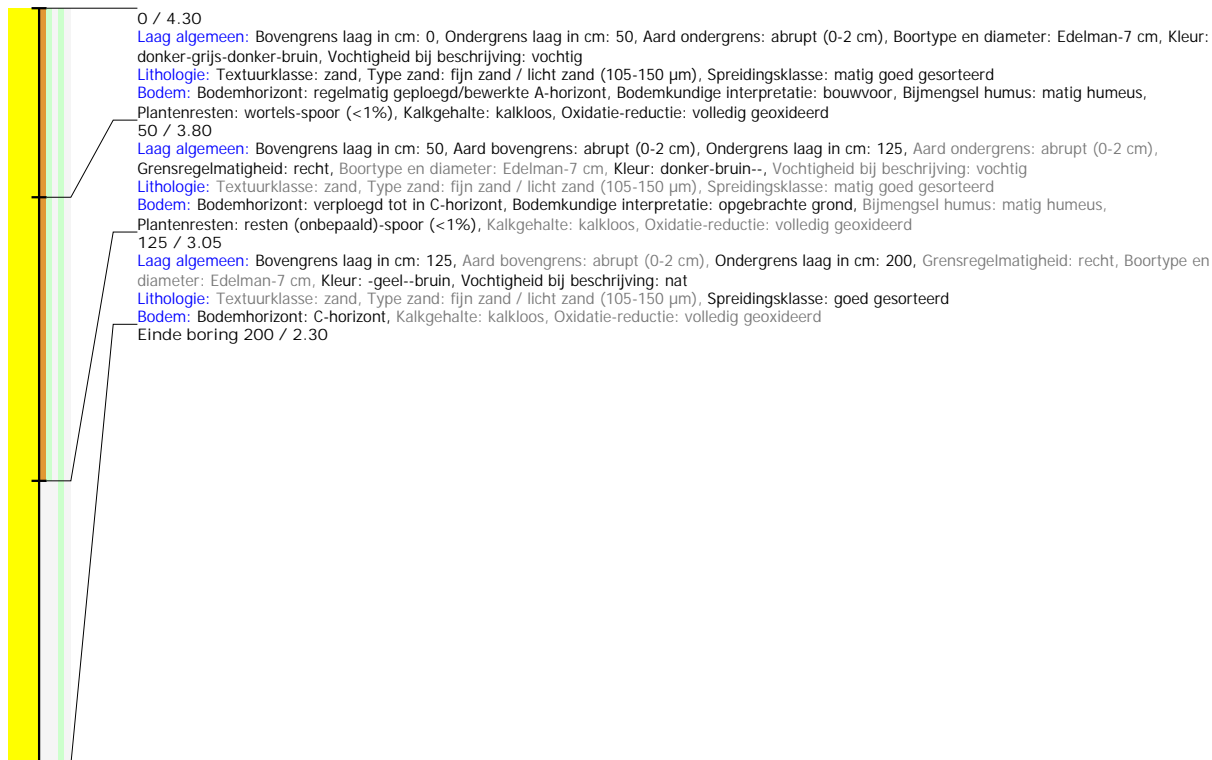 0 / 4.30
Laag algemeen: Bovengrens laag in cm: 0, Ondergrens laag in cm: 50, Aard ondergrens: abrupt (0-2 cm), Boortype en diameter: Edelman-7 cm, Kleur:
donker-grijs-donker-bruin, Vochtigheid bij beschrijving: vochtig
Lithologie: Textuurklasse: zand, Type zand: fijn zand / licht zand (105-150 µm), Spreidingsklasse: matig goed gesorteerd
Bodem: Bodemhorizont: regelmatig geploegd/bewerkte A-horizont, Bodemkundige interpretatie: bouwvoor, Bijmengsel humus: matig humeus,
Plantenresten: wortels-spoor (<1%), Kalkgehalte: kalkloos, Oxidatie-reductie: volledig geoxideerd
50 / 3.80
Laag algemeen: Bovengrens laag in cm: 50, Aard bovengrens: abrupt (0-2 cm), Ondergrens laag in cm: 125, Aard ondergrens: abrupt (0-2 cm),
Grensregelmatigheid: recht, Boortype en diameter: Edelman-7 cm, Kleur: donker-bruin--, Vochtigheid bij beschrijving: vochtig
Lithologie: Textuurklasse: zand, Type zand: fijn zand / licht zand (105-150 µm), Spreidingsklasse: matig goed gesorteerd
Bodem: Bodemhorizont: verploegd tot in C-horizont, Bodemkundige interpretatie: opgebrachte grond, Bijmengsel humus: matig humeus,
Plantenresten: resten (onbepaald)-spoor (<1%), Kalkgehalte: kalkloos, Oxidatie-reductie: volledig geoxideerd
125 / 3.05
Laag algemeen: Bovengrens laag in cm: 125, Aard bovengrens: abrupt (0-2 cm), Ondergrens laag in cm: 200, Grensregelmatigheid: recht, Boortype en
diameter: Edelman-7 cm, Kleur: -geel--bruin, Vochtigheid bij beschrijving: nat
Lithologie: Textuurklasse: zand, Type zand: fijn zand / licht zand (105-150 µm), Spreidingsklasse: goed gesorteerd
Bodem: Bodemhorizont: C-horizont, Kalkgehalte: kalkloos, Oxidatie-reductie: volledig geoxideerd
Einde boring 200 / 2.30